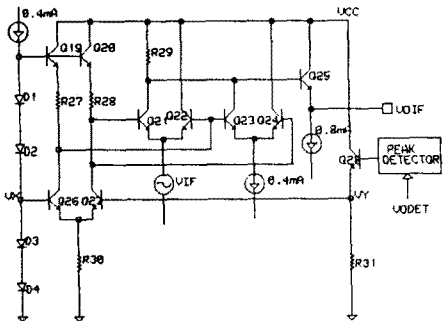 0.4mA
VCC
Q19
Q20
R29
Q25
D1
R27
R28
Q21
Q22
Q23
Q24
VOIF
0.8mA
D2
Q28
PEAK
DETECTOR
VIF
0.4mA
VX
Q26
Q27
VY
VODET
D3
R30
R31
D4